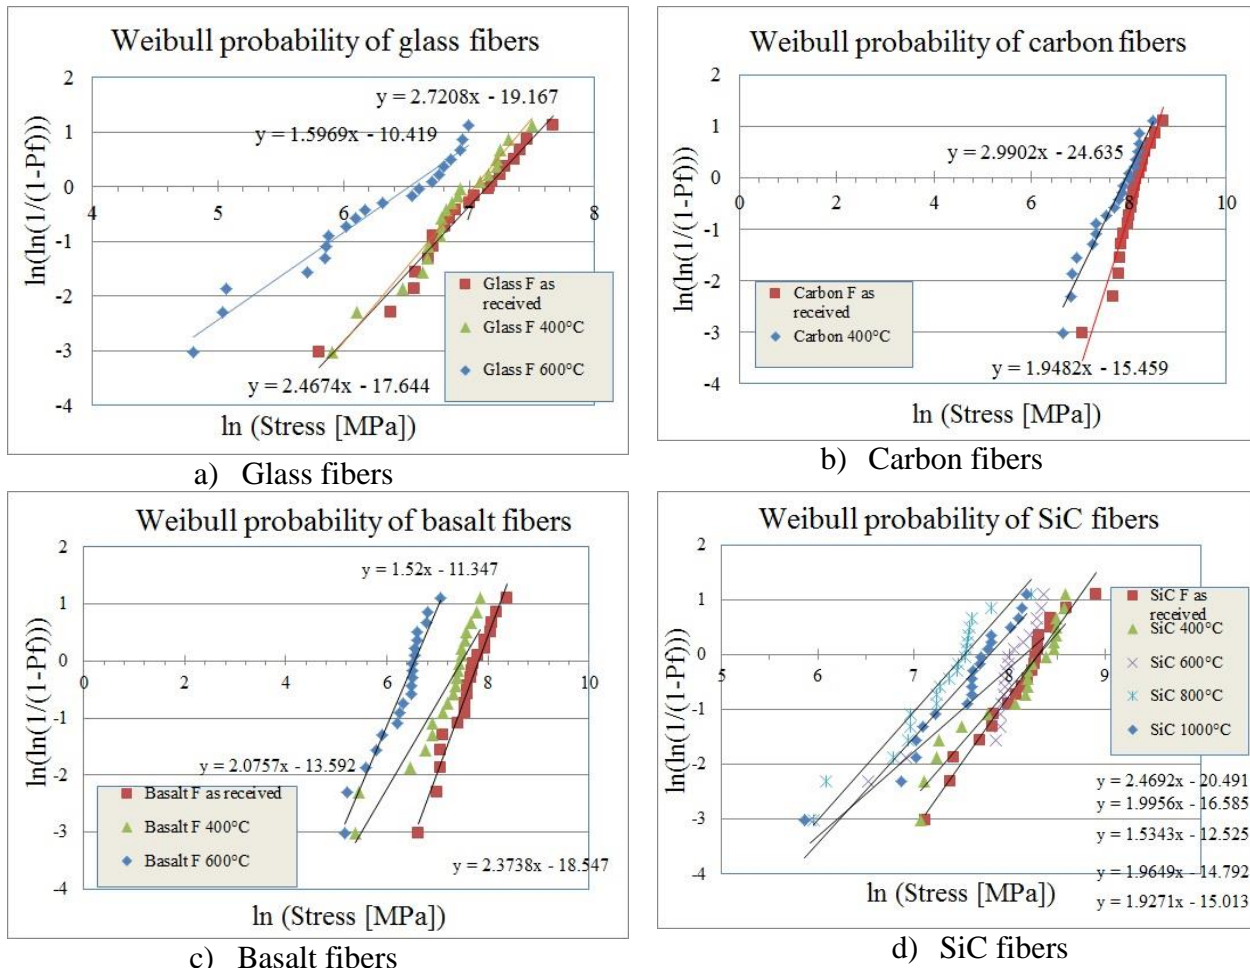 Weibull probability of glass fibers
2
y = 2.7208x - 19.167
1
y = 1.5969x - 10.419
0
4
6
7
8
-1
-2
-3
-4
ln(ln(1/(1-Pf)))
Glass F as
received
Glass F 400°C
Glass F 600°C
y = 2.4674x - 17.644
ln (Stress [MPa])
a) Glass fibers
Weibull probability of carbon fibers
2
1
y = 2.9902x - 24.635
0
0
2
4
6
8
10
-1
-2
-3
-4
ln(ln(1/(1-Pf)))
Carbon F as
received
Carbon 400°C
y = 1.9482x - 15.459
ln (Stress [MPa])
b) Carbon fibers
Weibull probability of basalt fibers
2
y = 1.52x - 11.347
1
0
0
2
4
6
8
10
-1
-2
-3
-4
ln(ln(1/(1-Pf)))
y = 2.0757x - 13.592
Basalt F as received
Basalt F 400°C
Basalt F 600°C
y = 2.3738x - 18.547
ln (Stress [MPa])
c) Basalt fibers
Weibull probability of SiC fibers
2
1
0
5
6
7
8
9
-1
-2
-3
-4
ln(ln(1/(1-Pf)))
SiC F as
received
SiC 400°C
SiC 600°C
SiC 800°C
SiC 1000°C
y = 2.4692x - 20.491
y = 1.9956x - 16.585
y = 1.5343x - 12.525
y = 1.9649x - 14.792
y = 1.9271x - 15.013
ln (Stress [MPa])
d) SiC fibers